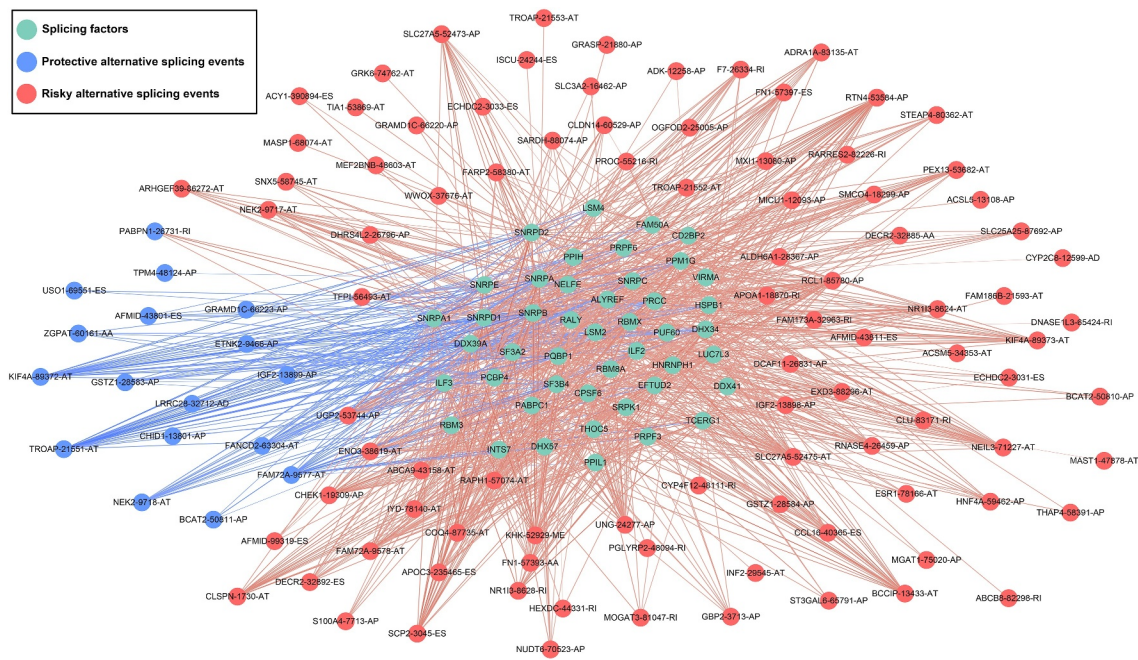 Splicing factors
Protective alternative splicing events
Risky alternative splicing events
TROAP-21553-AT
SLC27A5-52473-AP
GRASP-21880-AP
ISCU-24244-ES
ADRA1A-83135-AT
GRK6-74762-AT
ADK-12258-AP
F7-26334-RI
SLC3A2-16462-AP
ACY1-390894-ES
FN1-57397-ES
RTN4-53564-AP
TIA1-53869-AT
ECHDC2-3033-ES
STEAP4-80362-AT
GRAMD1C-66220-AP
CLDN14-60529-AP
OGFOD2-25005-AP
MASP1-68074-AT
SARDH-88074-AP
RARRES2-82226-RI
MEF2BNB-48603-AT
PROC-55216-RI
MXI1-13080-AP
FARP2-58380-AT
PEX13-53682-AT
SNX5-58745-AT
ARHGEF39-86272-AT
TROAP-21552-AT
WWOX-37676-AT
SMCO4-18299-AP
MICU1-12093-AP
ACSL5-13108-AP
NEK2-9717-AT
LSM4
FAM50A
PABPN1-26731-RI
SNRPD2
CD2BP2
SLC25A25-87692-AP
DHRS4L2-26796-AP
DECR2-32885-AA
PRPF6
PPIH
ALDH6A1-28367-AP
CYP2C8-12599-AD
PPM1G
TPM4-48124-AP
SNRPA
VIRMA
SNRPE
NELFE
SNRPC
RCL1-85780-AP
USO1-69551-ES
TFPI-56493-AT
APOA1-18870-RI
FAM186B-21593-AT
ALYREF
PRCC
HSPB1
GRAMD1C-66223-AP
NR1I3-8624-AT
AFMID-43801-ES
SNRPA1
SNRPD1
SNRPB
RALY
RBMX
FAM173A-32963-RI
DNASE1L3-65424-RI
ZGPAT-60161-AA
LSM2
PUF60
DHX34
AFMID-43811-ES
KIF4A-89373-AT
ETNK2-9466-AP
DDX39A
SF3A2
PQBP1
ILF2
LUC7L3
ACSM5-34353-AT
DCAF11-26831-AP
HNRNPH1
KIF4A-89372-AT
IGF2-13899-AP
RBM8A
ECHDC2-3031-ES
GSTZ1-28583-AP
ILF3
PCBP4
SF3B4
EFTUD2
DDX41
EXD3-88296-AT
CPSF6
BCAT2-50810-AP
LRRC28-32712-AD
PABPC1
SRPK1
IGF2-13898-AP
UGP2-53744-AP
RBM3
THOC5
TCERG1
CLU-83171-RI
CHID1-13801-AP
PRPF3
TROAP-21551-AT
FANCD2-63304-AT
ENO3-38619-AT
INTS7
DHX57
RNASE4-26459-AP
NEIL3-71227-AT
SLC27A5-52475-AT
MAST1-47878-AT
PPIL1
ABCA9-43158-AT
FAM72A-9577-AT
RAPH1-57074-AT
CYP4F12-48111-RI
ESR1-78166-AT
CHEK1-19309-AP
NEK2-9718-AT
HNF4A-59462-AP
GSTZ1-28584-AP
IYD-78140-AT
THAP4-58391-AP
BCAT2-50811-AP
UNG-24277-AP
COQ4-87735-AT
KHK-52929-ME
CCL16-40365-ES
AFMID-99319-ES
PGLYRP2-48094-RI
FAM72A-9578-AT
MGAT1-75020-AP
FN1-57393-AA
APOC3-235465-ES
INF2-29545-AT
DECR2-32892-ES
NR1I3-8628-RI
CLSPN-1730-AT
BCCIP-13433-AT
ABCB8-82298-RI
ST3GAL6-65791-AP
HEXDC-44331-RI
GBP2-3713-AP
MOGAT3-81047-RI
S100A4-7713-AP
SCP2-3045-ES
NUDT6-70523-AP